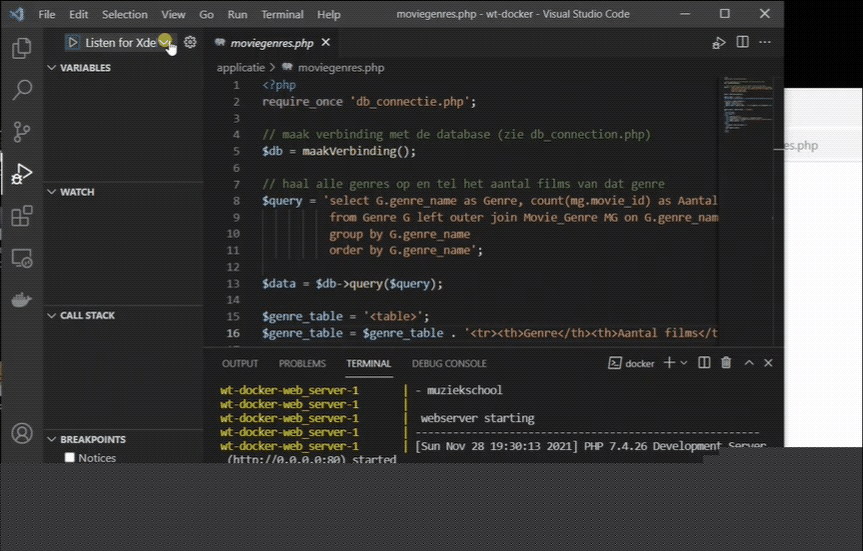 File Edit Selection View Go Run Terminal Help moviegenres.php - wt-docker - Visual Studio Code
Listen for Xde
moviegenres.php
VARIABLES
applicatie > moviegenres.php
1 <?php
2 require_once 'db_connectie.php';
3
4 // maak verbinding met de database (zie db_connection.php)
5 $db = maakVerbinding();
6
7 // haal alle genres op en tel het aantal films van dat genre
8 $query = 'select G.genre_name as Genre, count(mg.movie_id) as Aantal
9 from Genre G left outer join Movie_Genre MG on G.genre_nam
10 group by G.genre_name
11 order by G.genre_name';
12
13 $data = $db->query($query);
14
15 $genre_table = '<table>';
16 $genre_table = $genre_table . '<tr><th>Genre</th><th>Aantal films</t
es.php
WATCH
CALL STACK
BREAKPOINTS
Notices
OUTPUT PROBLEMS TERMINAL DEBUG CONSOLE docker
wt-docker-web_server-1 | - muziekschool
wt-docker-web_server-1 |
wt-docker-web_server-1 | webserver starting
wt-docker-web_server-1 | --------------------------------------------------
wt-docker-web_server-1 | [Sun Nov 28 19:30:13 2021] PHP 7.4.26 Development Server
(http://0.0.0.0:80) started